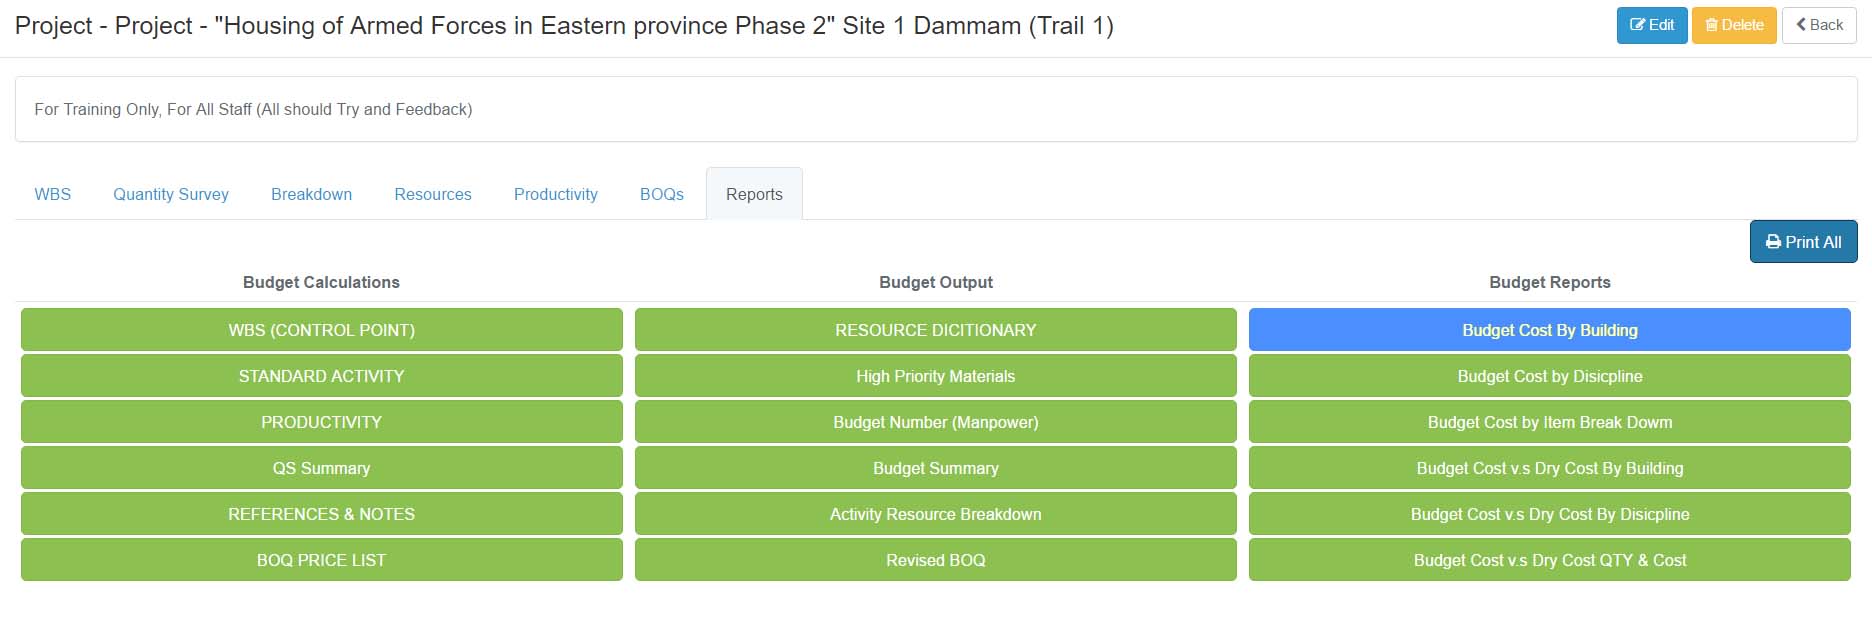 Project - Project - "Housing of Armed Forces in Eastern province Phase 2" Site 1 Dammam (Trail 1)
Edit
Delete
Back
For Training Only, For All Staff (All should Try and Feedback)
WBS
Quantity Survey
Breakdown
Resources
Productivity
BOQs
Reports
Print All
Budget Calculations
WBS (CONTROL POINT)
STANDARD ACTIVITY
PRODUCTIVITY
QS Summary
REFERENCES & NOTES
BOQ PRICE LIST
Budget Output
RESOURCE DICITIONARY
High Priority Materials
Budget Number (Manpower)
Budget Summary
Activity Resource Breakdown
Revised BOQ
Budget Reports
Budget Cost By Building
Budget Cost by Disicpline
Budget Cost by Item Break Dowm
Budget Cost v.s Dry Cost By Building
Budget Cost v.s Dry Cost By Disicpline
Budget Cost v.s Dry Cost QTY & Cost